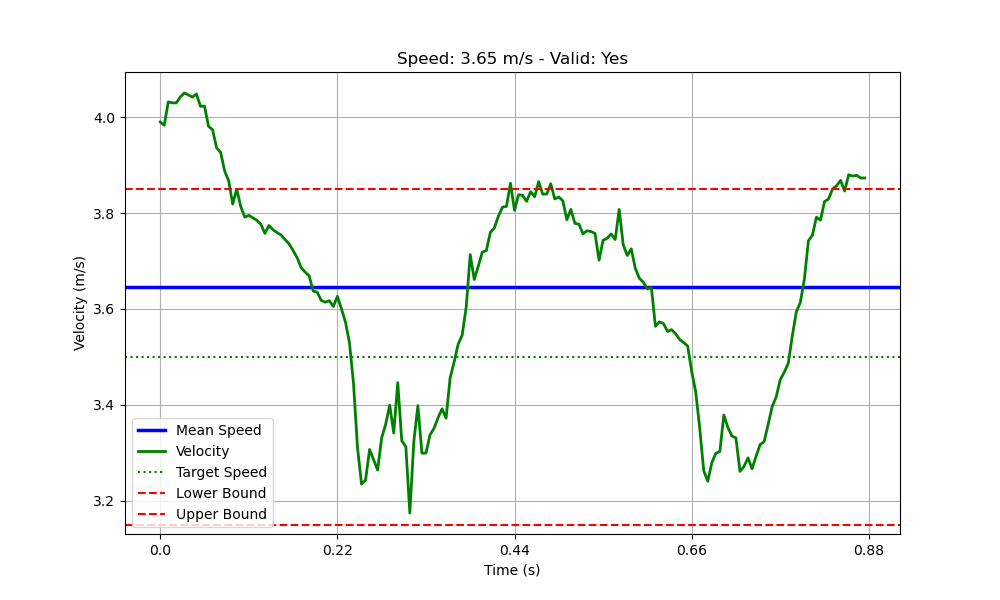 Speed: 3.65 m/s - Valid: Yes
Velocity (m/s)
4.0
3.8
3.6
3.4
3.2
Mean Speed
Velocity
Target Speed
Lower Bound
Upper Bound
0.0 0.22 0.44 0.66 0.88
Time (s)